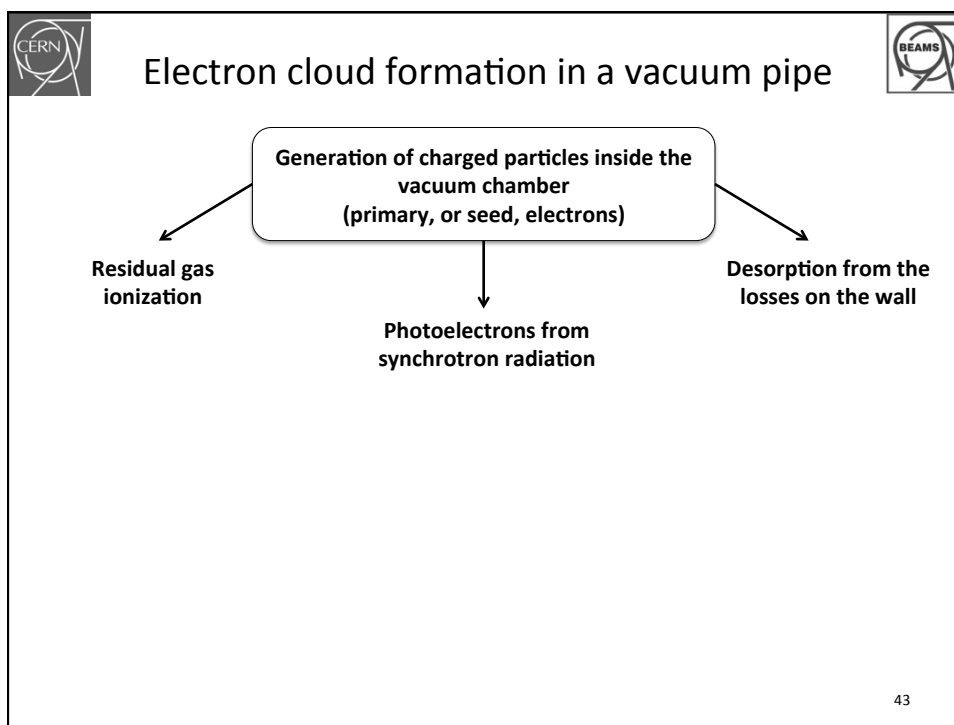 CERN
Electron cloud formation in a vacuum pipe
BEAMS
Generation of charged particles inside the
vacuum chamber
(primary, or seed, electrons)
Residual gas
ionization
Photoelectrons from
synchrotron radiation
Desorption from the
losses on the wall
43